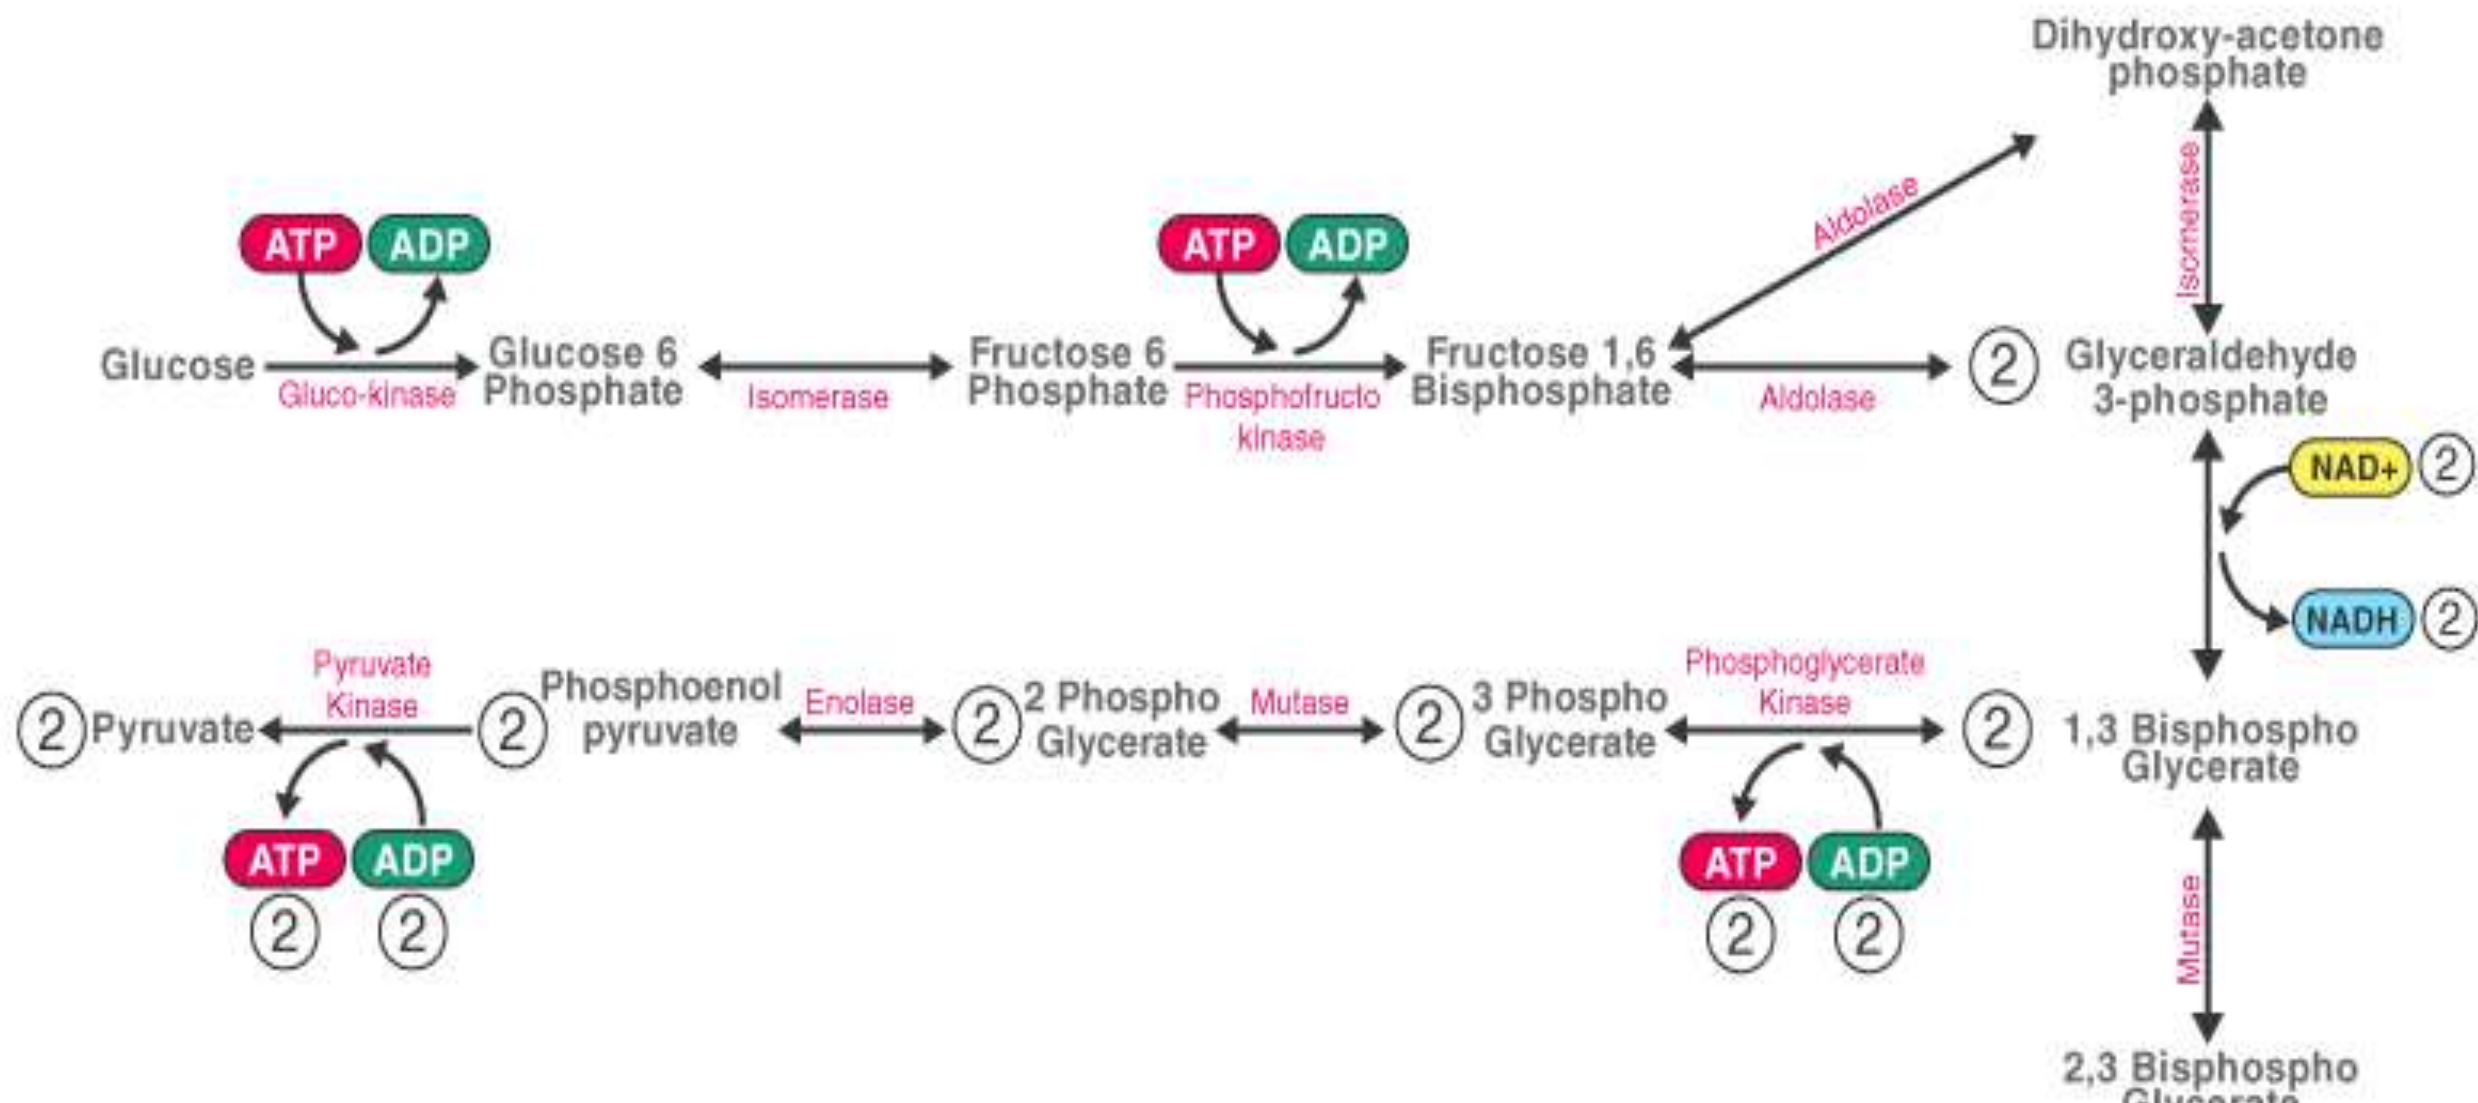 Dihydroxy-acetone
phosphate
Isomerase
Aldolase
ATP ADP
ATP ADP
Glucose
Gluco-kinase
Glucose 6
Phosphate
Isomerase
Fructose 6
Phosphate
Phosphofructo
kinase
Fructose 1,6
Bisphosphate
Aldolase
2
Glyceraldehyde
3-phosphate
NAD+ 2
NADH 2
2 Pyruvate
Pyruvate
Kinase
2 Phosphoenol
pyruvate
Enolase
2 2 Phospho
Glycerate
Mutase
2 3 Phospho
Glycerate
Phosphoglycerate
Kinase
2 1,3 Bisphospho
Glycerate
ATP ADP
2 2
ATP ADP
2 2
Mutase
2,3 Bisphospho
Glycerate